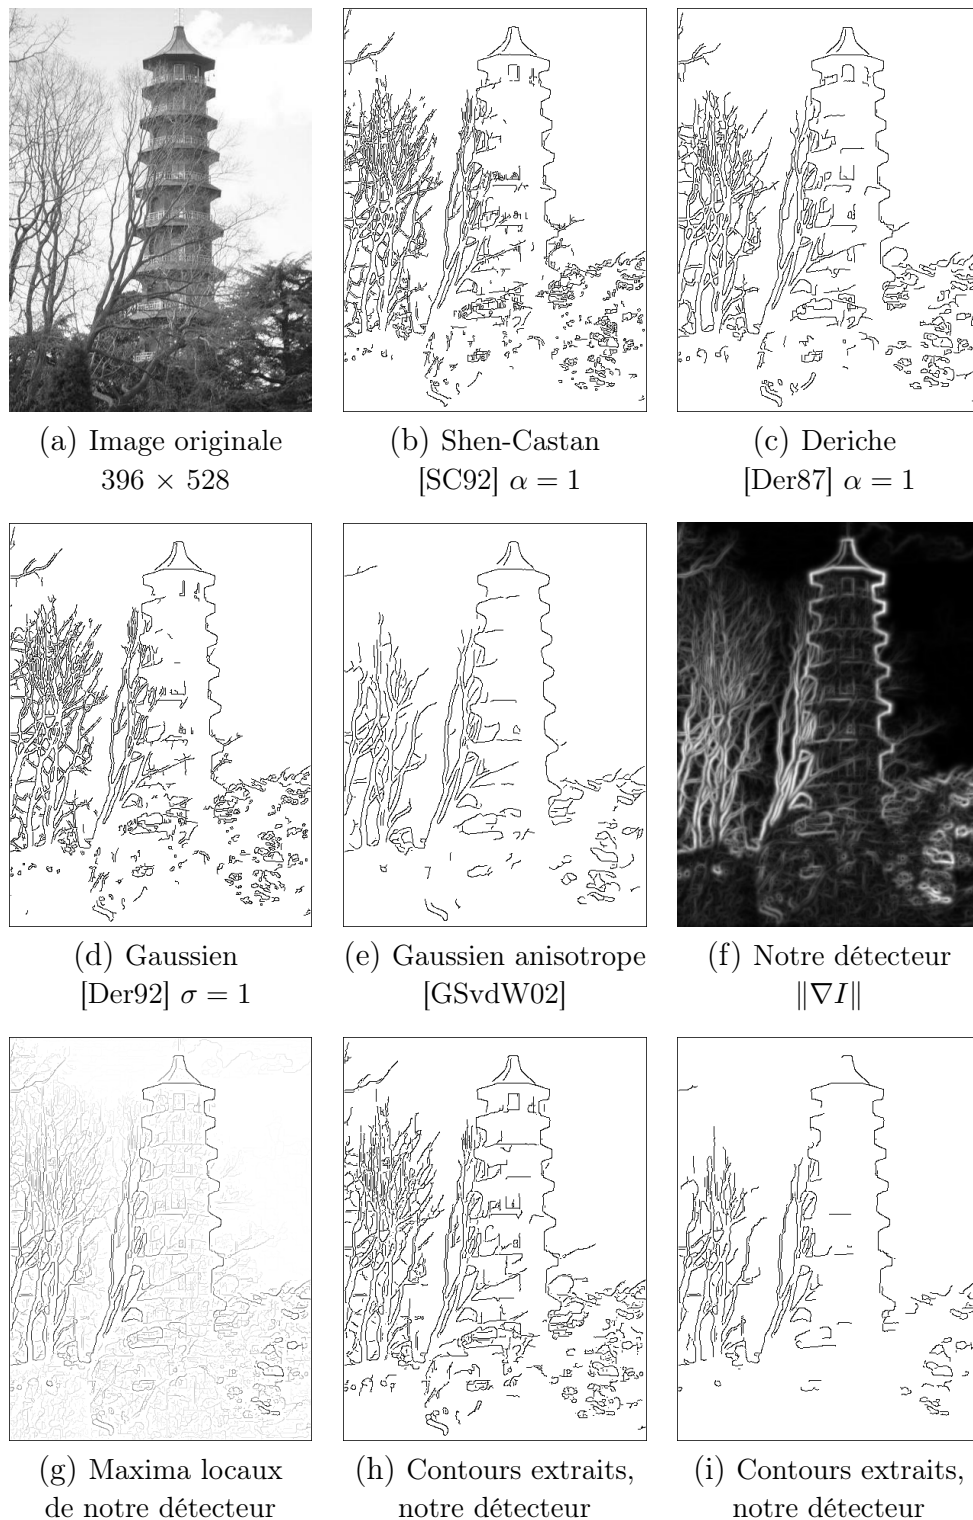 (a) Image originale
396 × 528
(b) Shen-Castan
[SC92] α = 1
(c) Deriche
[Der87] α = 1
(d) Gaussien
[Der92] σ = 1
(e) Gaussien anisotrope
[GSvdW02]
(f) Notre détecteur
‖∇I‖
(g) Maxima locaux
de notre détecteur
(h) Contours extraits,
notre détecteur
(i) Contours extraits,
notre détecteur